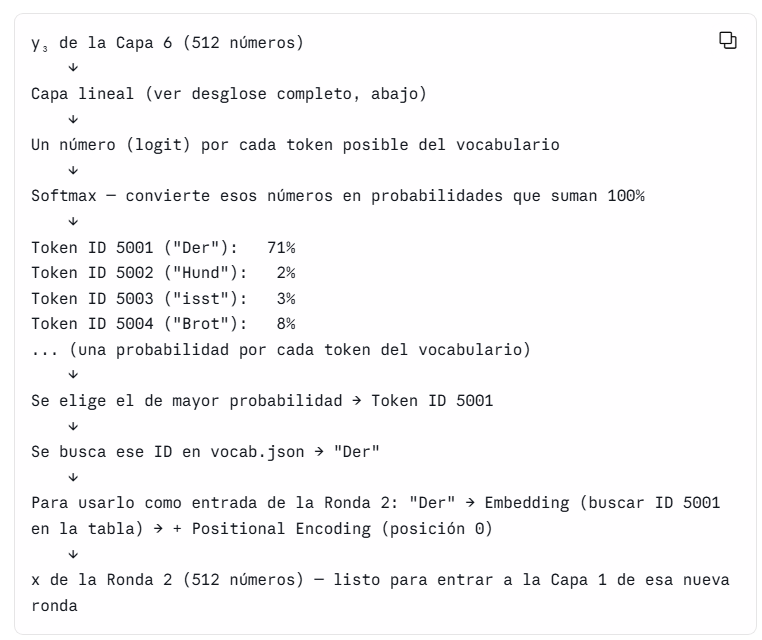 y₃ de la Capa 6 (512 números)
↓
Capa lineal (ver desglose completo, abajo)
↓
Un número (logit) por cada token posible del vocabulario
↓
Softmax — convierte esos números en probabilidades que suman 100%
↓
Token ID 5001 ("Der"):   71%
Token ID 5002 ("Hund"):   2%
Token ID 5003 ("isst"):   3%
Token ID 5004 ("Brot"):   8%
... (una probabilidad por cada token del vocabulario)
↓
Se elige el de mayor probabilidad → Token ID 5001
↓
Se busca ese ID en vocab.json → "Der"
↓
Para usarlo como entrada de la Ronda 2: "Der" → Embedding (buscar ID 5001
en la tabla) → + Positional Encoding (posición 0)
↓
x de la Ronda 2 (512 números) — listo para entrar a la Capa 1 de esa nueva
ronda